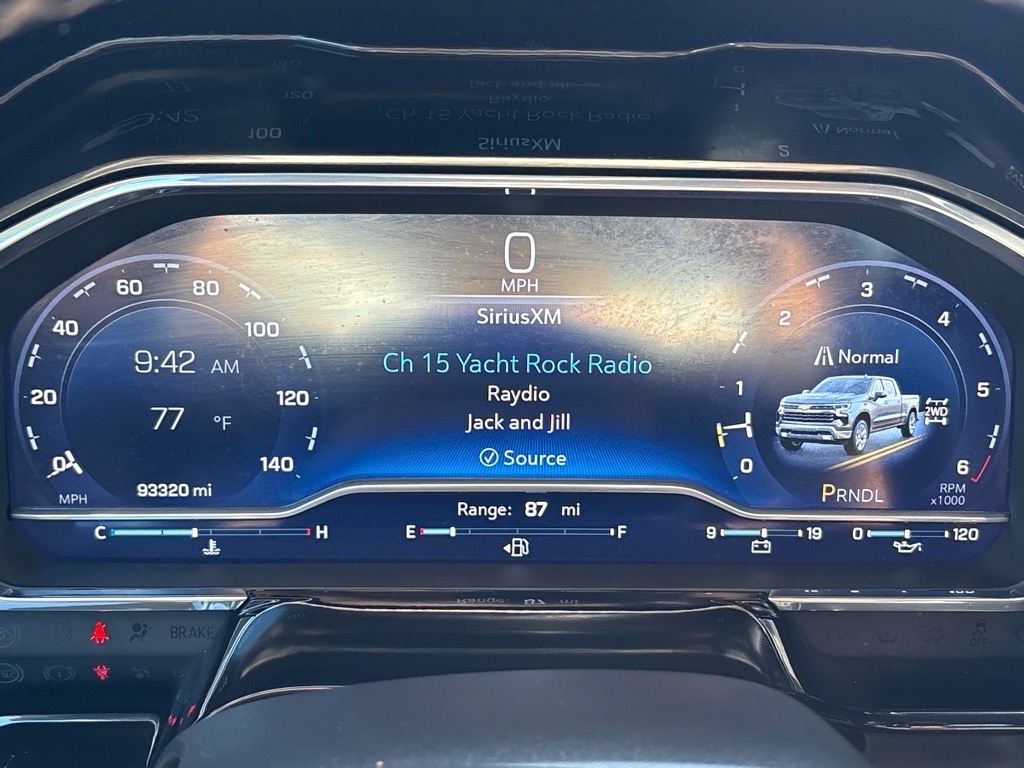 0
MPH
SiriusXM
Ch 15 Yacht Rock Radio
Raydio
Jack and Jill
Source
0
20
40
60
80
100
120
140
MPH
9:42 AM
77 °F
93320 mi
0
1
2
3
4
5
6
RPM
x1000
Normal
2WD
PRNDL
Range: 87 mi
C H
E F
9 19
0 120
BRAKE
OFF